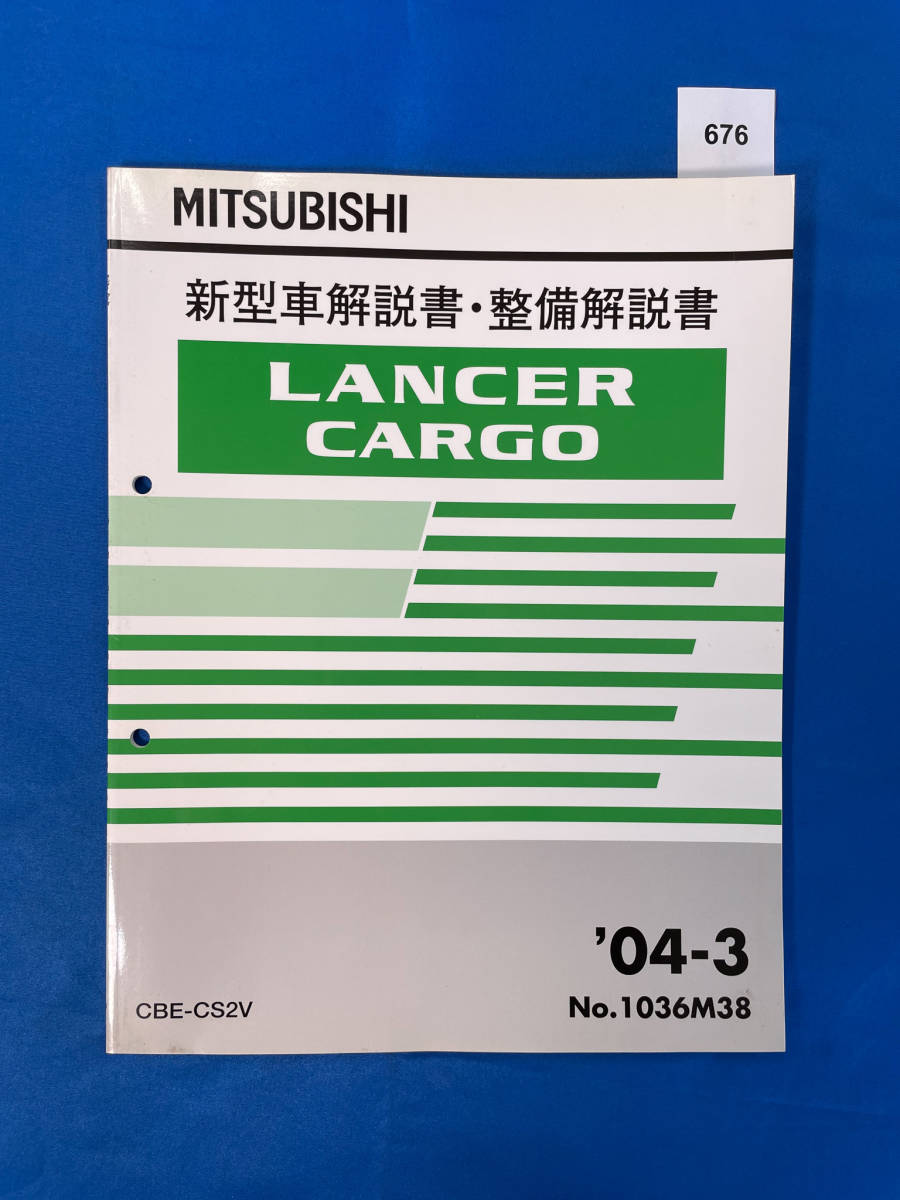 676
MITSUBISHI
新型車解説書・整備解説書
LANCER
CARGO
'04-3
CBE-CS2V
No.1036M38